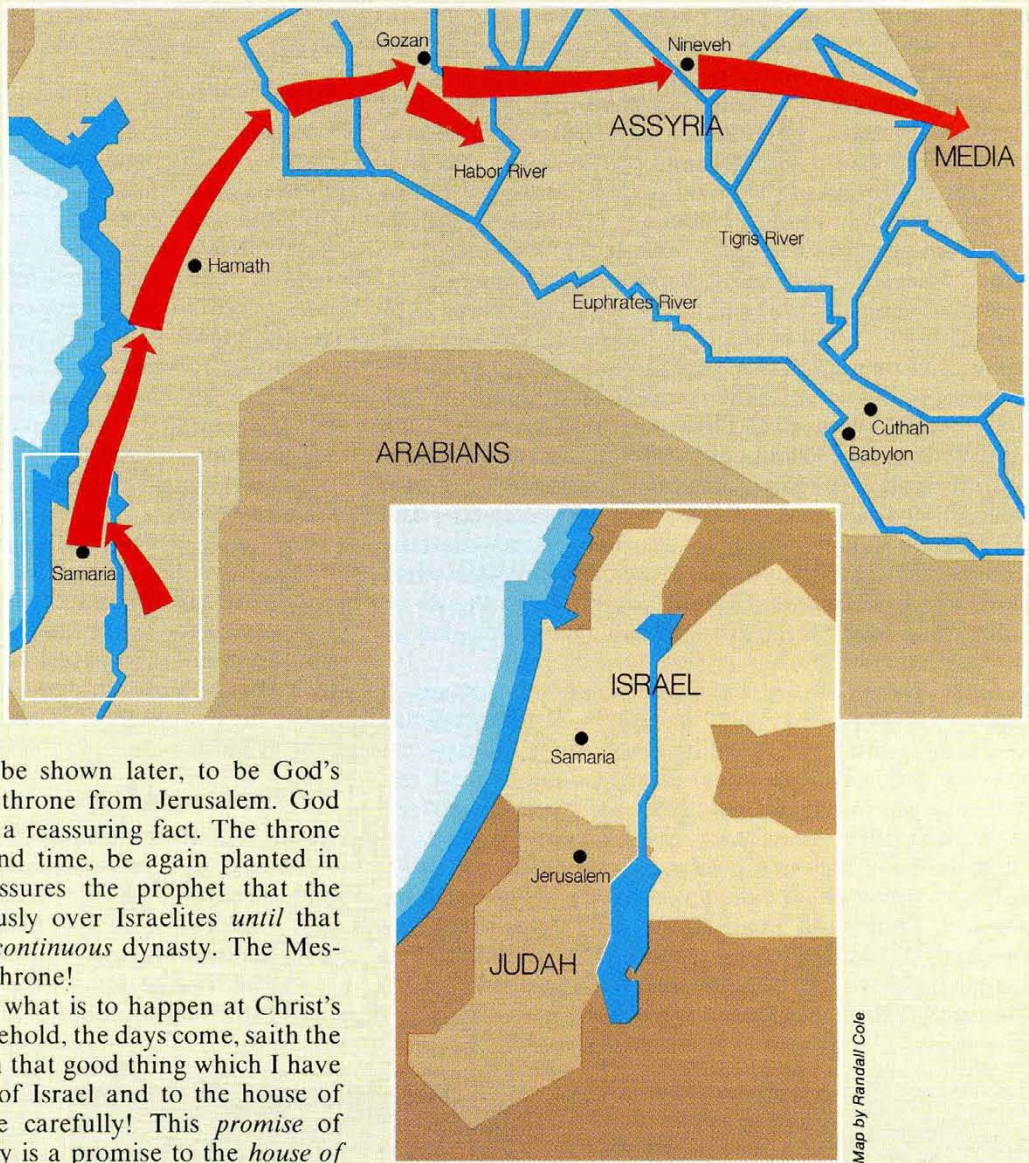 Gozan
Nineveh
ASSYRIA
MEDIA
Habor River
Hamath
Tigris River
Euphrates River
ARABIANS
Cuthah
Babylon
Samaria
ISRAEL
Samaria
Jerusalem
JUDAH
Map by Randall Cole
be shown later, to be God's
throne from Jerusalem. God
a reassuring fact. The throne
nd time, be again planted in
ssures the prophet that the
usly over Israelites until that
continuous dynasty. The Mes-
hrone!
what is to happen at Christ's
ehold, the days come, saith the
that good thing which I have
of Israel and to the house of
e carefully! This promise of
y is a promise to the house of